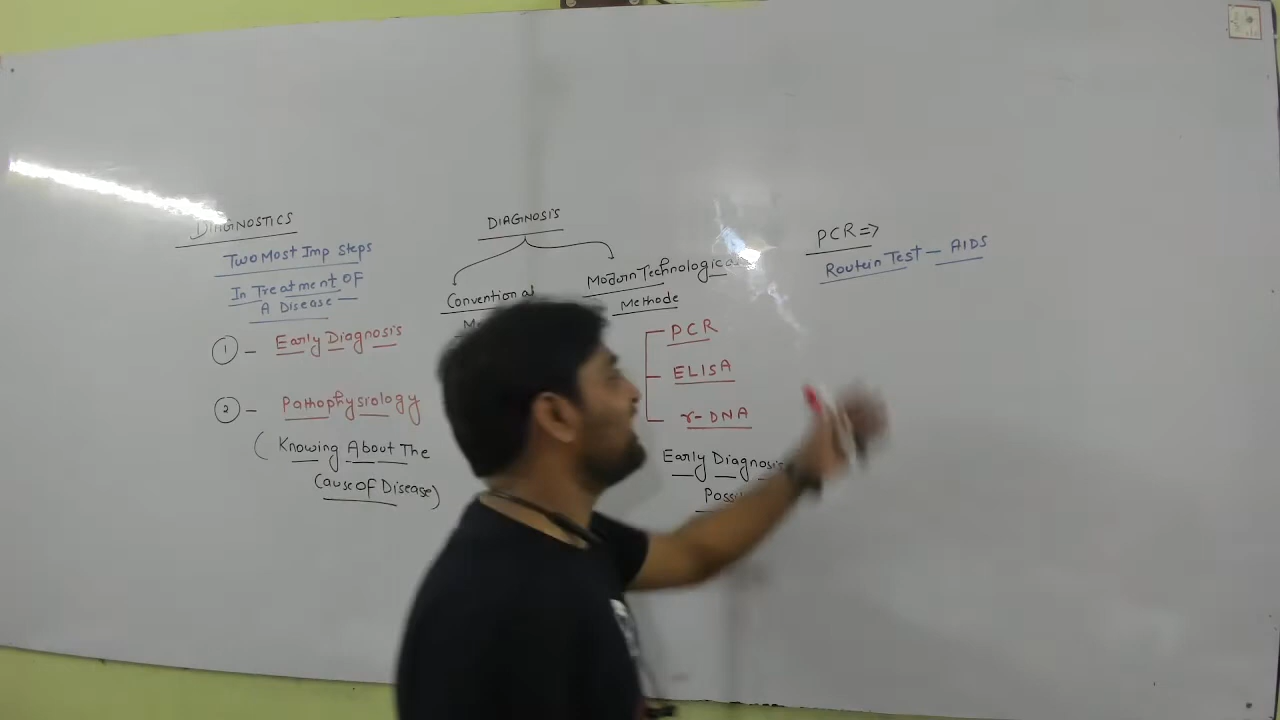 DIAGNOSTICS
Two Most Imp Steps
In Treatment OF
A Disease
1 - Early Diagnosis
2 - Pathophysiology
( Knowing About The
Cause Of Disease)
DIAGNOSIS
Conventional
Modorn Technological
Methode
PCR
ELISA
r-DNA
Early Diagnosis
PCR =>
Routein Test - AIDS